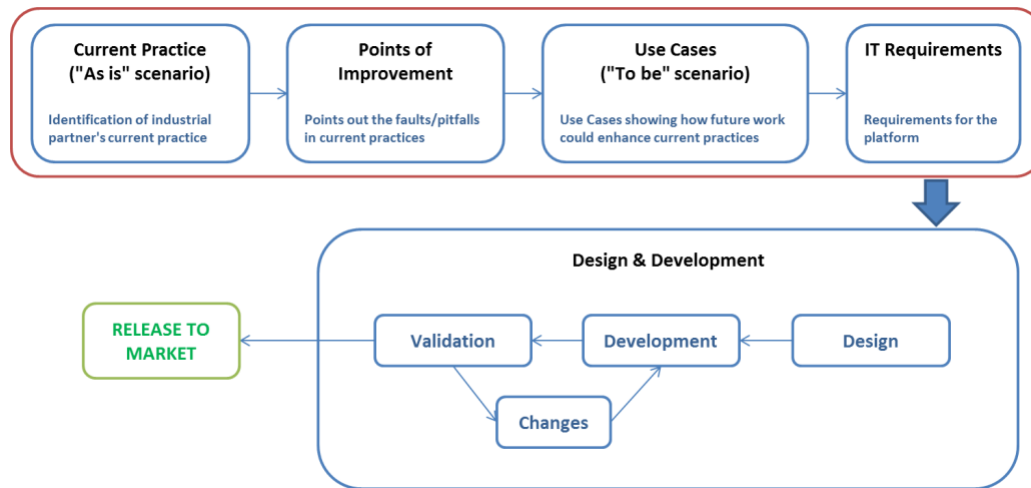 Current Practice
("As is" scenario)
Identification of industrial
partner's current practice
Points of
Improvement
Points out the faults/pitfalls
in current practices
Use Cases
("To be" scenario)
Use Cases showing how future work
could enhance current practices
IT Requirements
Requirements for the
platform
Design & Development
RELEASE TO
MARKET
Validation
Development
Design
Changes